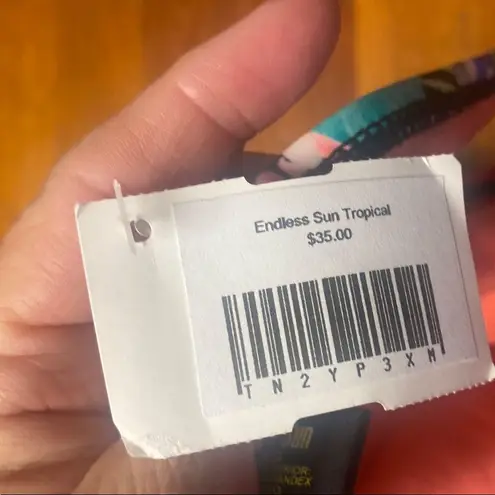 Endless Sun Tropical
$35.00
TN2YP3XM